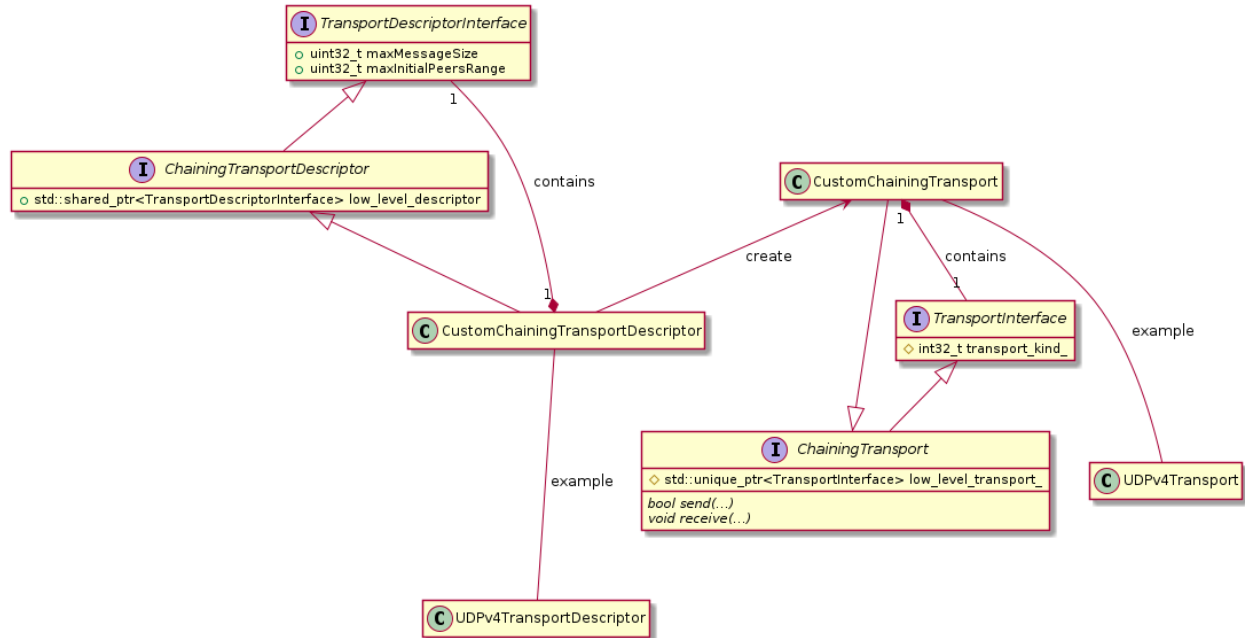 I TransportDescriptorInterface
uint32_t maxMessageSize
uint32_t maxInitialPeersRange
1
I ChainingTransportDescriptor
std::shared_ptr<TransportDescriptorInterface> low_level_descriptor
contains
C CustomChainingTransport
1
create
contains
1
1
C CustomChainingTransportDescriptor
I TransportInterface
int32_t transport_kind_
example
I ChainingTransport
std::unique_ptr<TransportInterface> low_level_transport_
bool send(...)
void receive(...)
example
C UDPv4Transport
C UDPv4TransportDescriptor